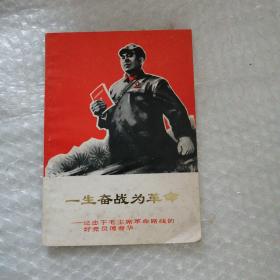 一生奋战为革命
——记忠于毛主席革命路线的
好党员傅春华